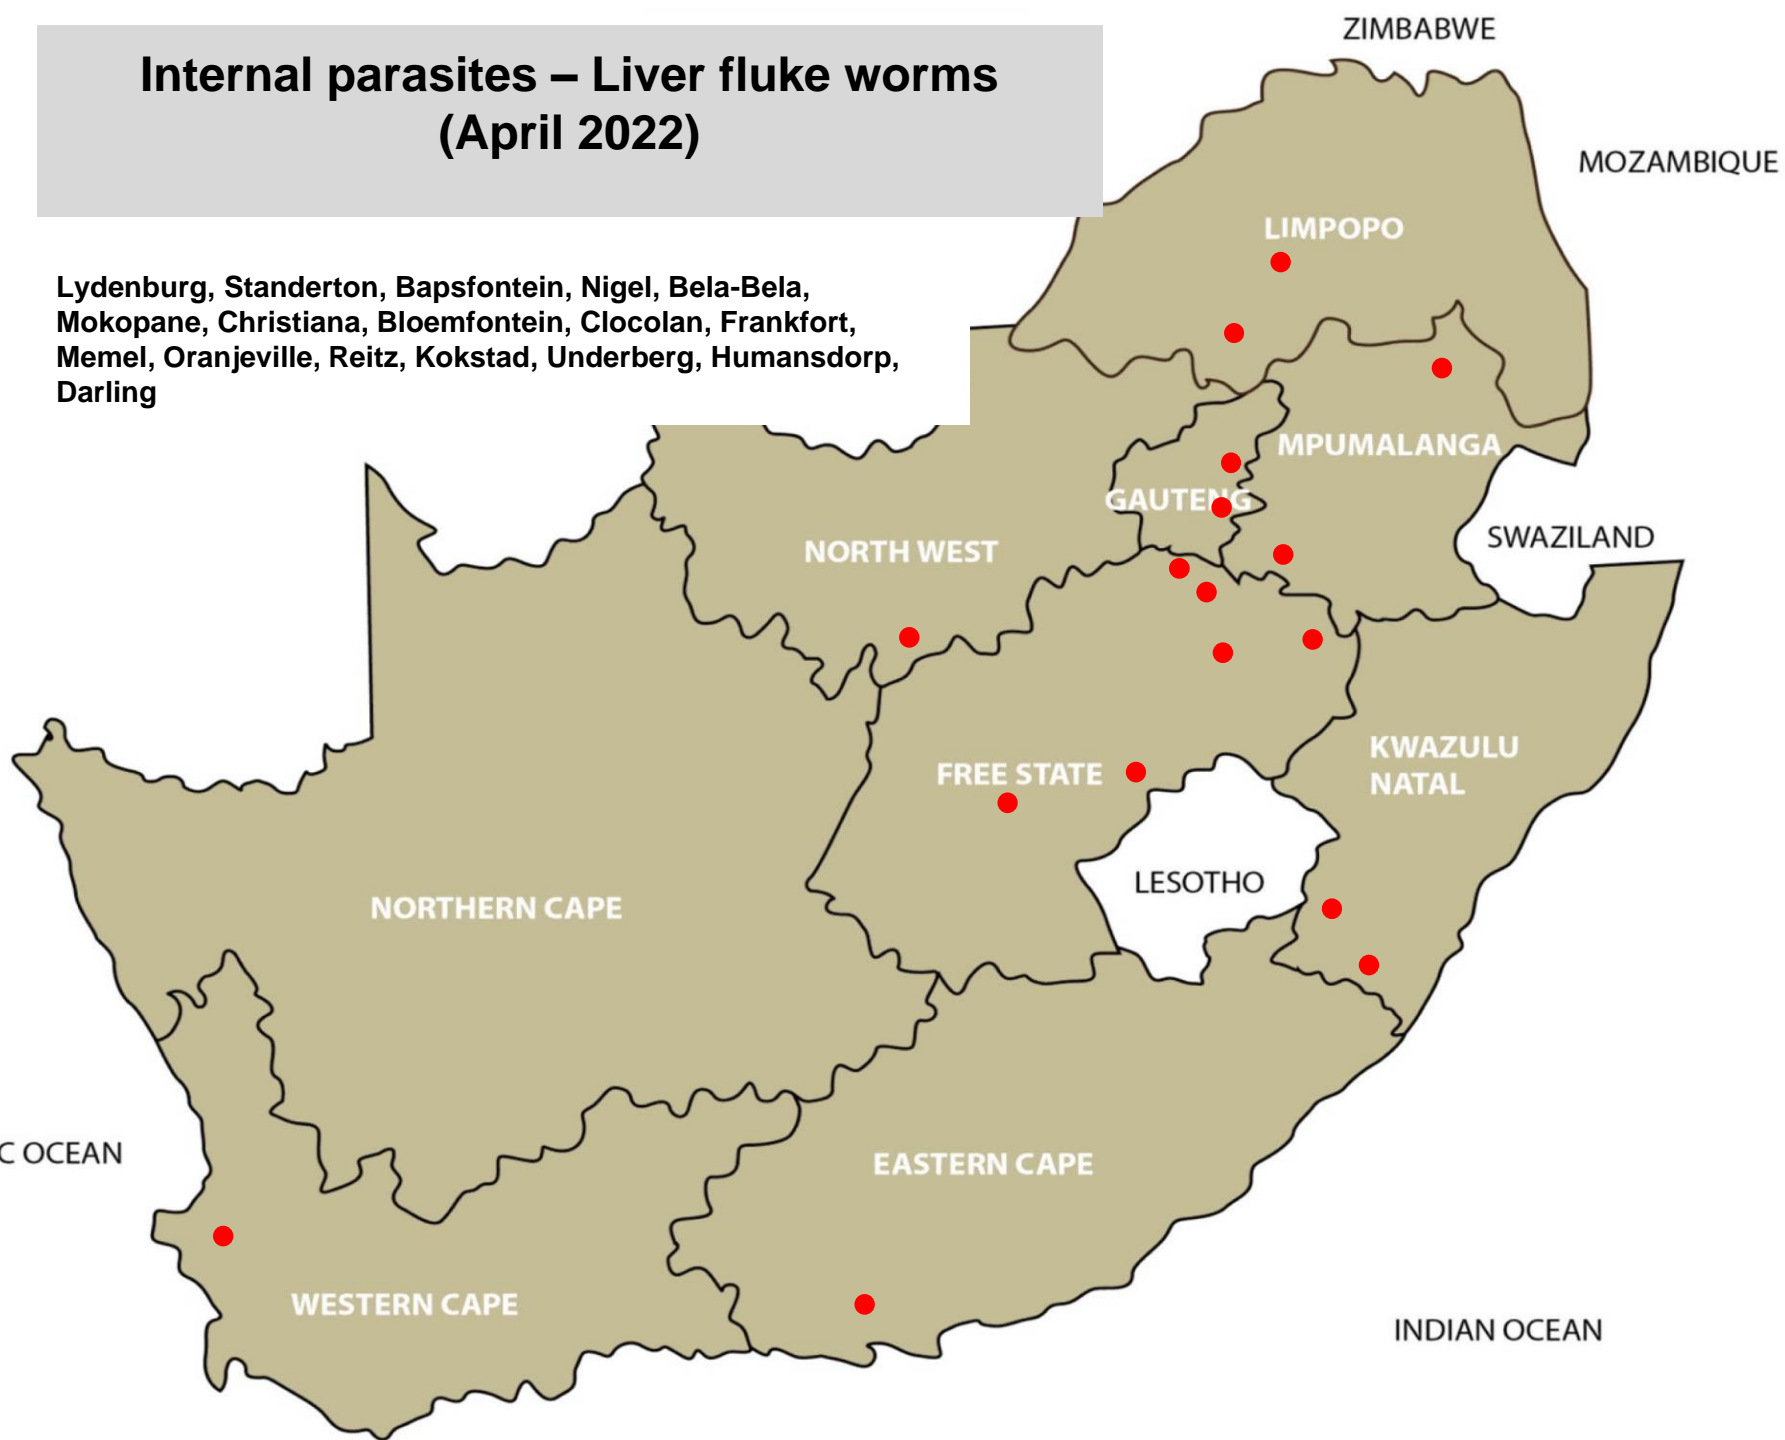 Internal parasites – Liver fluke worms
(April 2022)
ZIMBABWE
MOZAMBIQUE
LIMPOPO
Lydenburg, Standerton, Bapsfontein, Nigel, Bela-Bela,
Mokopane, Christiana, Bloemfontein, Clocolan, Frankfort,
Memel, Oranjeville, Reitz, Kokstad, Underberg, Humansdorp,
Darling
MPUMALANGA
GAUTENG
SWAZILAND
NORTH WEST
KWAZULU
NATAL
FREE STATE
LESOTHO
NORTHERN CAPE
C OCEAN
EASTERN CAPE
WESTERN CAPE
INDIAN OCEAN